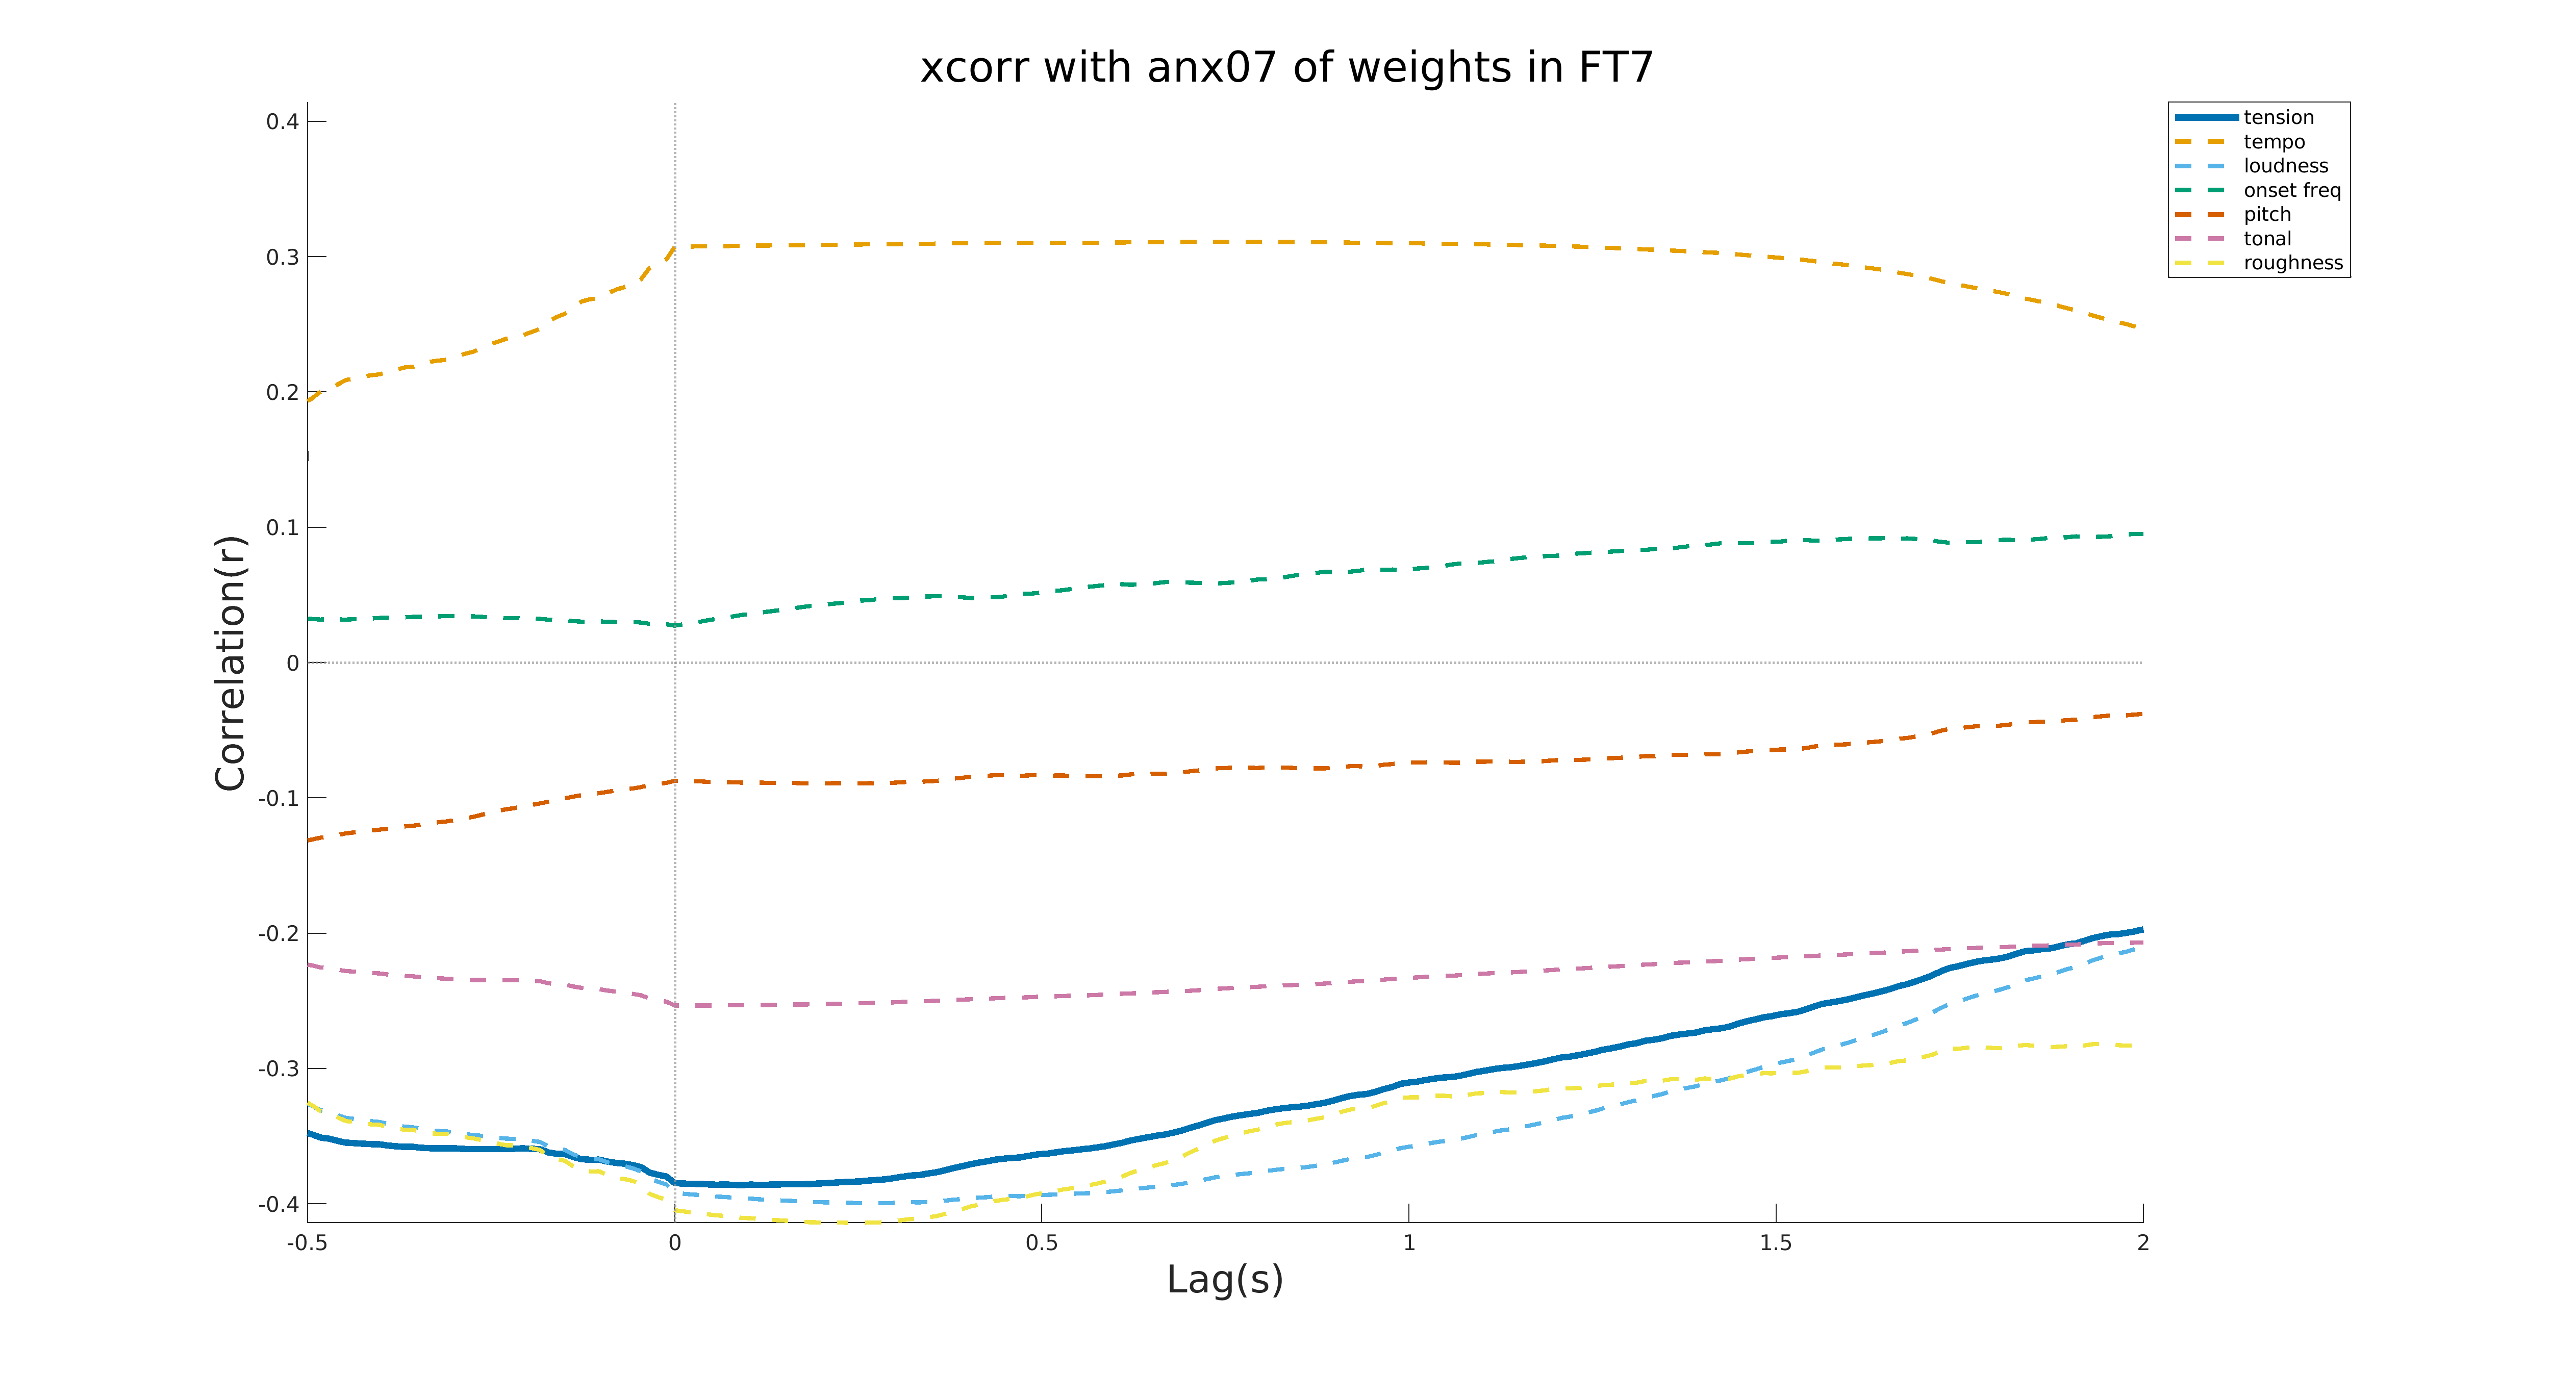 xcorr with anx07 of weights in FT7
0.4
0.3
0.2
0.1
0
-0.1
-0.2
-0.3
-0.4
Correlation(r)
-0.5
0
0.5
1
1.5
2
Lag(s)
tension
tempo
loudness
onset freq
pitch
tonal
roughness